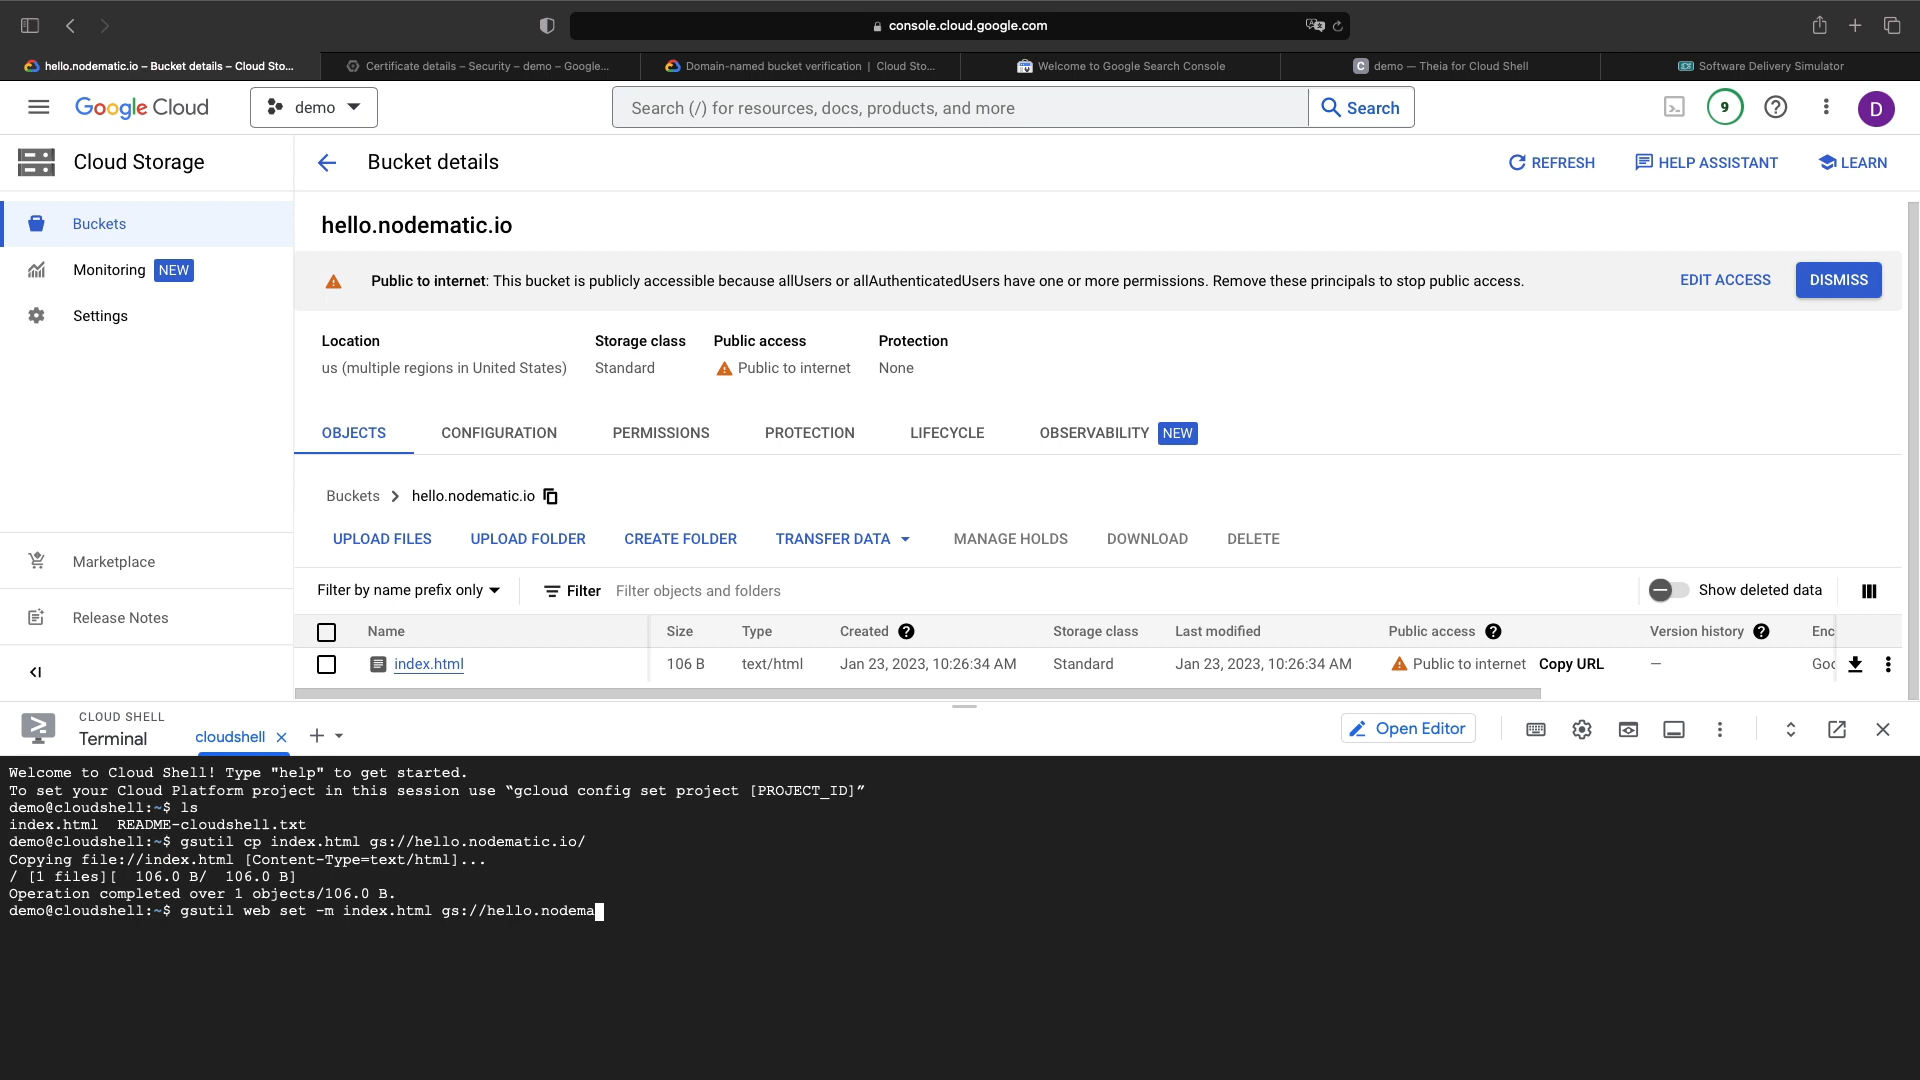 console.cloud.google.com
hello.nodematic.io – Bucket details – Cloud Sto...
Certificate details – Security – demo – Google...
Domain-named bucket verification | Cloud Sto...
Welcome to Google Search Console
C demo — Theia for Cloud Shell
Software Delivery Simulator
Google Cloud
demo
Search (/) for resources, docs, products, and more
Search
9
D
Cloud Storage
Bucket details
REFRESH
HELP ASSISTANT
LEARN
Buckets
Monitoring NEW
Settings
Marketplace
Release Notes
hello.nodematic.io
Public to internet: This bucket is publicly accessible because allUsers or allAuthenticatedUsers have one or more permissions. Remove these principals to stop public access.
EDIT ACCESS
DISMISS
Location Storage class Public access Protection
us (multiple regions in United States) Standard Public to internet None
OBJECTS CONFIGURATION PERMISSIONS PROTECTION LIFECYCLE OBSERVABILITY NEW
Buckets > hello.nodematic.io
UPLOAD FILES UPLOAD FOLDER CREATE FOLDER TRANSFER DATA MANAGE HOLDS DOWNLOAD DELETE
Filter by name prefix only Filter Filter objects and folders Show deleted data
Name Size Type Created Storage class Last modified Public access Version history Enc
index.html 106 B text/html Jan 23, 2023, 10:26:34 AM Standard Jan 23, 2023, 10:26:34 AM Public to internet Copy URL — Goo
CLOUD SHELL
Terminal
cloudshell
Open Editor
Welcome to Cloud Shell! Type "help" to get started.
To set your Cloud Platform project in this session use “gcloud config set project [PROJECT_ID]”
demo@cloudshell:~$ ls
index.html README-cloudshell.txt
demo@cloudshell:~$ gsutil cp index.html gs://hello.nodematic.io/
Copying file://index.html [Content-Type=text/html]...
/ [1 files][ 106.0 B/ 106.0 B]
Operation completed over 1 objects/106.0 B.
demo@cloudshell:~$ gsutil web set -m index.html gs://hello.nodema